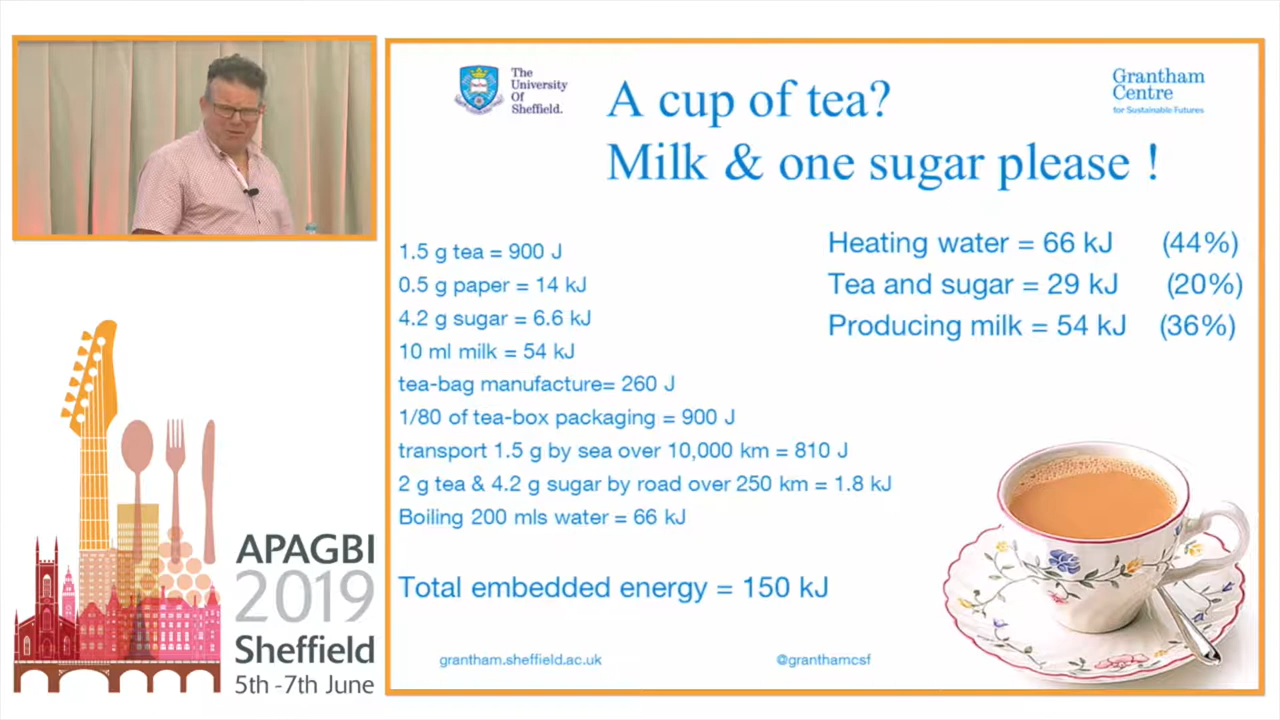 The
University
Of
Sheffield.
Grantham
Centre
for Sustainable Futures
A cup of tea?
Milk & one sugar please !
1.5 g tea = 900 J
0.5 g paper = 14 kJ
4.2 g sugar = 6.6 kJ
10 ml milk = 54 kJ
tea-bag manufacture= 260 J
1/80 of tea-box packaging = 900 J
transport 1.5 g by sea over 10,000 km = 810 J
2 g tea & 4.2 g sugar by road over 250 km = 1.8 kJ
Boiling 200 mls water = 66 kJ
Total embedded energy = 150 kJ
Heating water = 66 kJ (44%)
Tea and sugar = 29 kJ (20%)
Producing milk = 54 kJ (36%)
grantham.sheffield.ac.uk
@granthamcsf
APAGBI
2019
Sheffield
5th -7th June